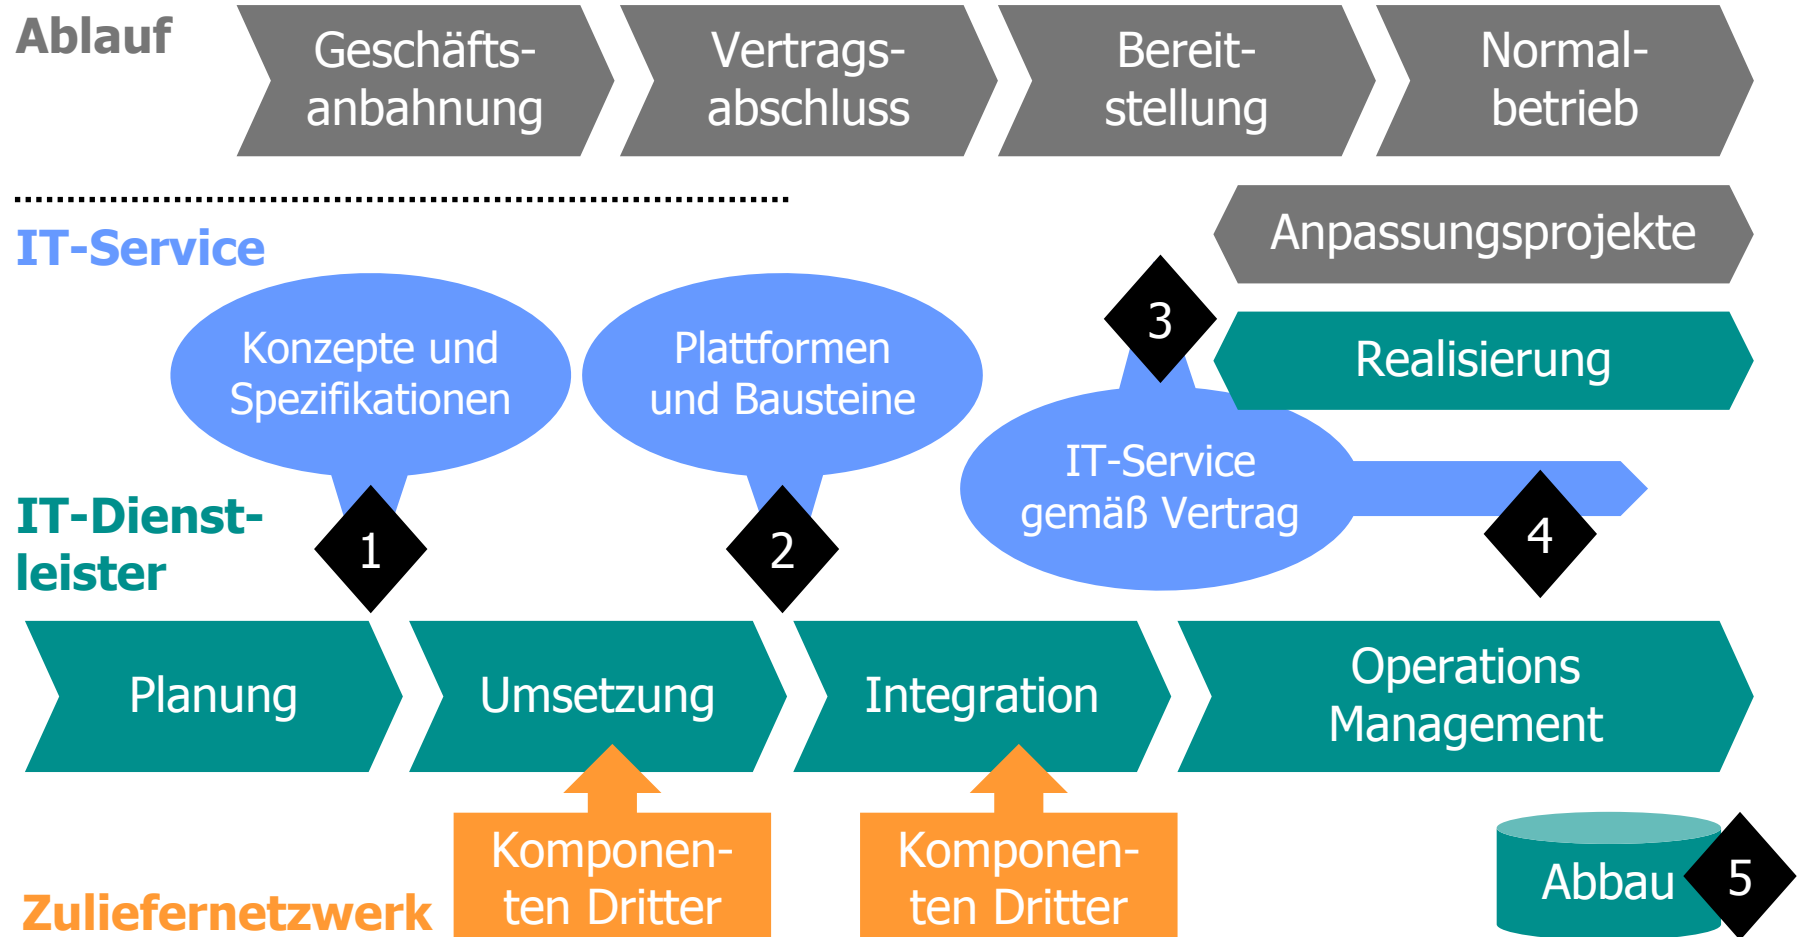 Ablauf
Geschäfts-
anbahnung
Vertrags-
abschluss
Bereit-
stellung
Normal-
betrieb
Anpassungsprojekte
IT-Service
Konzepte und
Spezifikationen
Plattformen
und Bausteine
3
Realisierung
IT-Service
gemäß Vertrag
4
IT-Dienst-
leister
1
2
Planung
Umsetzung
Integration
Operations
Management
Zuliefernetzwerk
Komponen-
ten Dritter
Komponen-
ten Dritter
Abbau
5